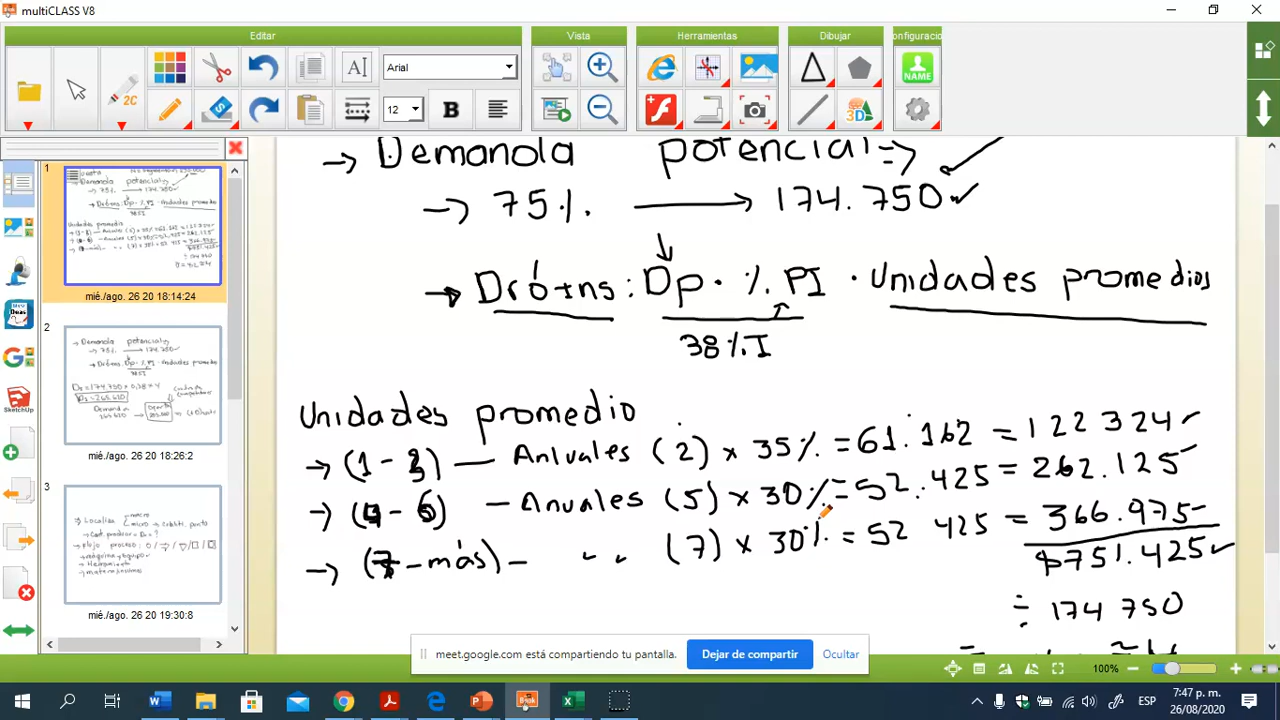 multiCLASS V8
Editar
Vista
Herramientas
Dibujar
onfiguracio
2C
Arial
12
B
NAME
3D
1
mié./ago. 26 20 18:14:24
2
mié./ago. 26 20 18:26:2
3
mié./ago. 26 20 19:30:8
→ Demanda potencial =>
→ 75%. → 174.750 ✓
→ Dróins: Dp · %. PI · Unidades promedios
38%I
Unidades promedio
→ (1 - 3) — Anuales (2) x 35% = 61.162 = 122 324
→ (4 - 6) - Anuales (5) x 30% = 52.425 = 262.125
→ (7 - más) - " " (7) x 30% = 52 425 = 366.975
751.425 ✓
÷ 174 750
meet.google.com está compartiendo tu pantalla.
Dejar de compartir
Ocultar
100%
ESP
7:47 p. m.
26/08/2020